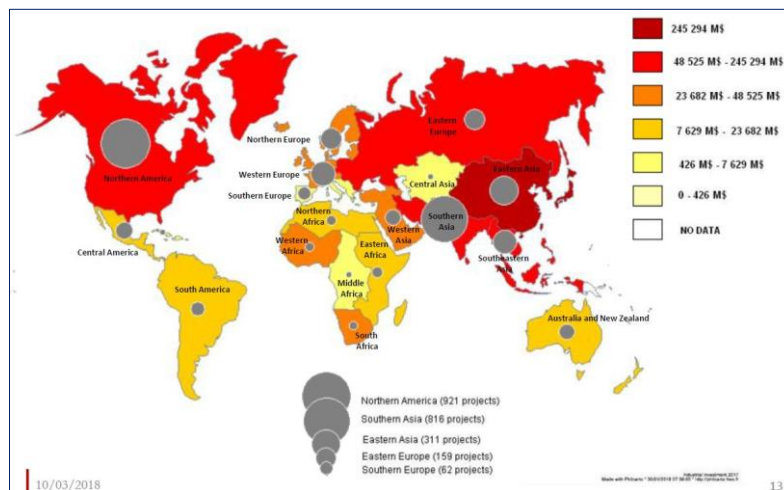 245 294 M$
48 525 M$ - 245 294 M$
23 682 M$ - 48 525 M$
7 629 M$ - 23 682 M$
426 M$ - 7 629 M$
0 - 426 M$
NO DATA
Northern America
Central America
South America
Northern Europe
Western Europe
Southern Europe
Eastern
Europe
Central Asia
Eastern Asia
Southern
Asia
Western
Asia
Southeastern
Asia
Northern
Africa
Western
Africa
Eastern
Africa
Middle
Africa
South
Africa
Australia and New Zealand
Northern America (921 projects)
Southern Asia (816 projects)
Eastern Asia (311 projects)
Eastern Europe (159 projects)
Southern Europe (62 projects)
10/03/2018
Industrial Investment 2017
13